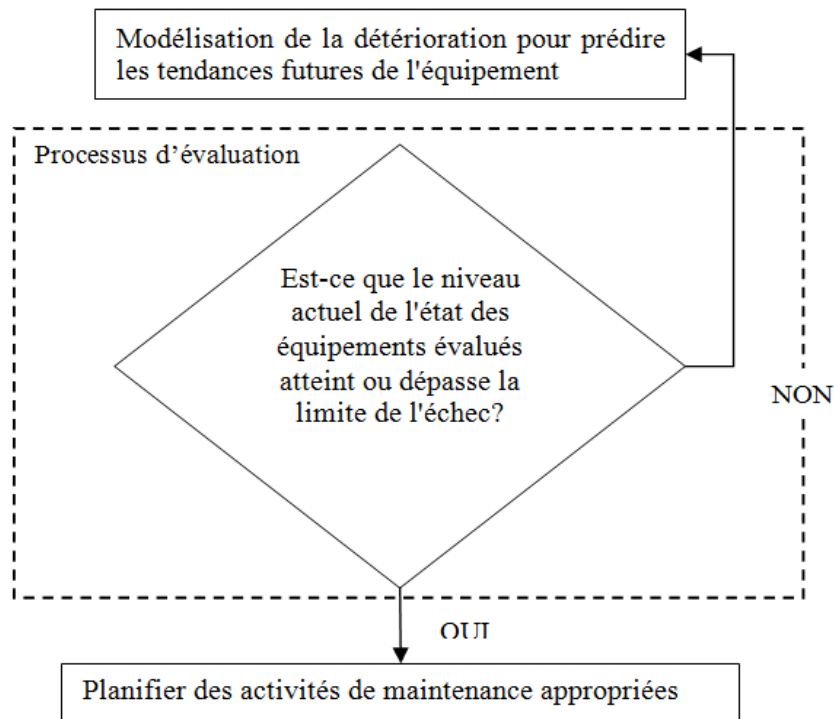 Modélisation de la détérioration pour prédire
les tendances futures de l'équipement
Processus d’évaluation
Est-ce que le niveau
actuel de l'état des
équipements évalués
atteint ou dépasse la
limite de l'échec?
NON
OUI
Planifier des activités de maintenance appropriées